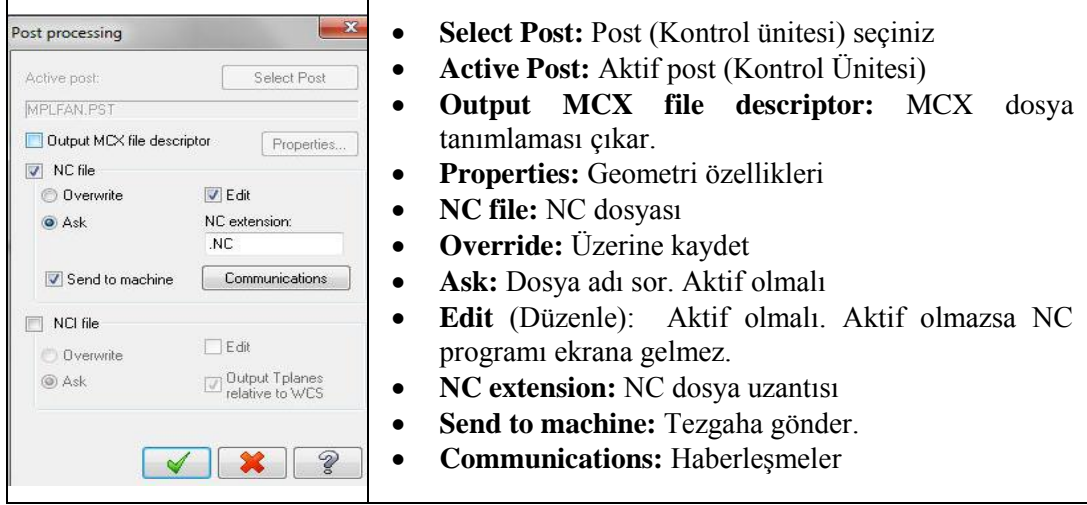 Post processing
Active post:
Select Post
MPLFAN.PST
Output MCX file descriptor
Properties...
NC file
Overwrite
Edit
Ask
NC extension:
.NC
Send to machine
Communications
NCI file
Overwrite
Edit
Ask
Output Tplanes
relative to WCS
• Select Post: Post (Kontrol ünitesi) seçiniz
• Active Post: Aktif post (Kontrol Ünitesi)
• Output MCX file descriptor: MCX dosya
tanımlaması çıkar.
• Properties: Geometri özellikleri
• NC file: NC dosyası
• Override: Üzerine kaydet
• Ask: Dosya adı sor. Aktif olmalı
• Edit (Düzenle): Aktif olmalı. Aktif olmazsa NC
programı ekrana gelmez.
• NC extension: NC dosya uzantısı
• Send to machine: Tezgaha gönder.
• Communications: Haberleşmeler